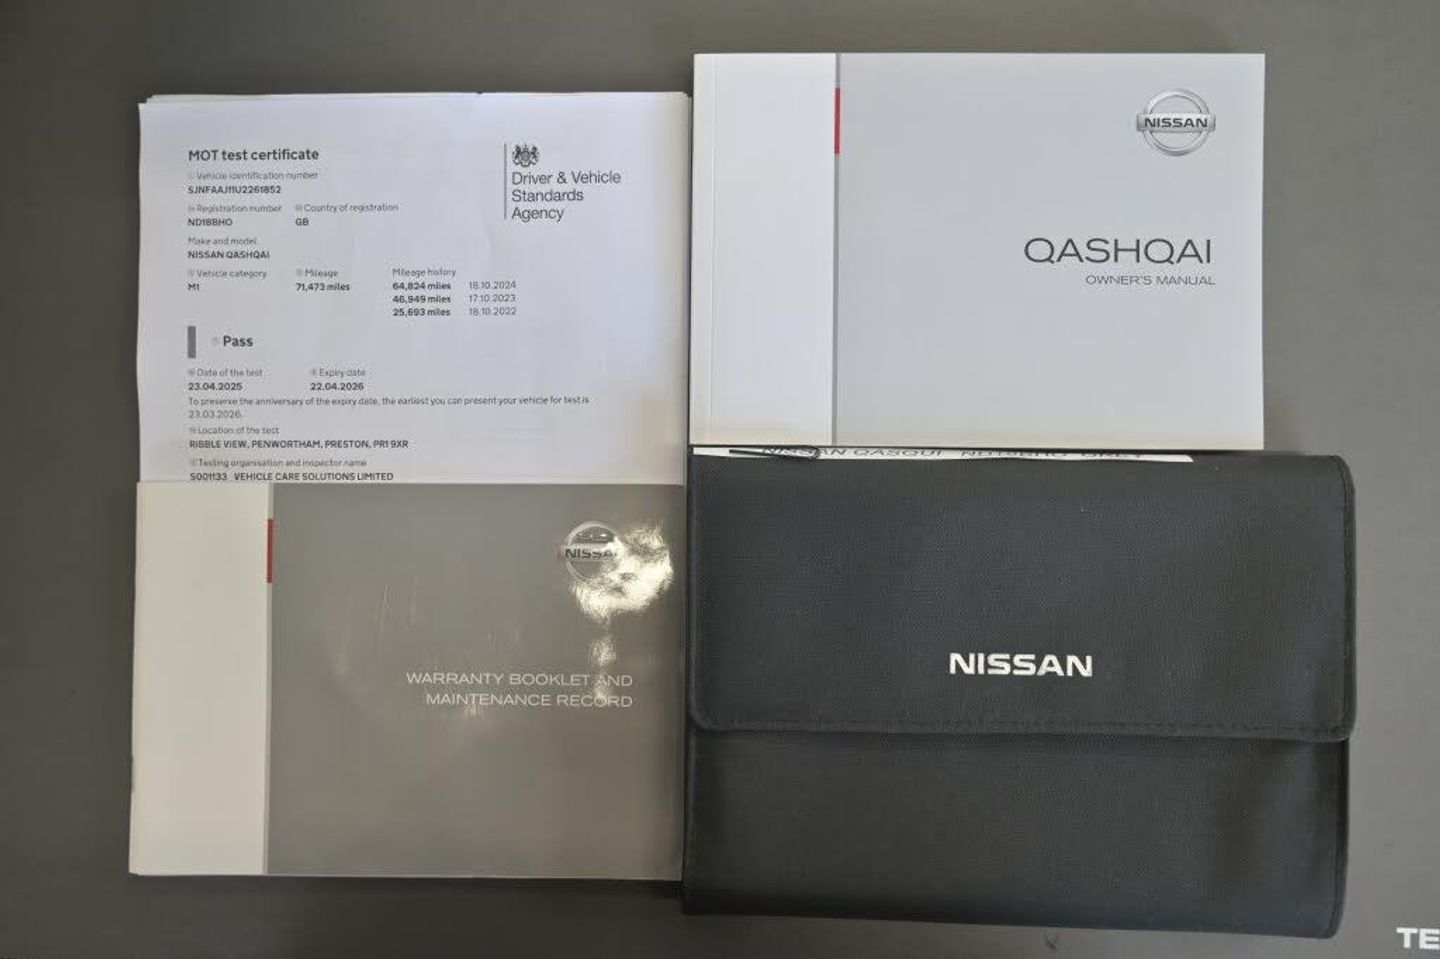 MOT test certificate
Vehicle identification number
SJNFAAJ11U2261852
Registration number Country of registration
ND18BHO GB
Make and model
NISSAN QASHQAI
Vehicle category Mileage Mileage history
M1 71,473 miles 64,824 miles 18.10.2024
46,949 miles 17.10.2023
25,693 miles 18.10.2022
Pass
Date of the test Expiry date
23.04.2025 22.04.2026
To preserve the anniversary of the expiry date, the earliest you can present your vehicle for test is
23.03.2026.
Location of the test
RIBBLE VIEW, PENWORTHAM, PRESTON, PR1 9XR
Testing organisation and inspector name
S001133 VEHICLE CARE SOLUTIONS LIMITED
Driver & Vehicle
Standards
Agency
NISSAN
QASHQAI
OWNER'S MANUAL
NISSAN QASQUI ND18BHO GREY
NISSAN
WARRANTY BOOKLET AND
MAINTENANCE RECORD
NISSAN
TE